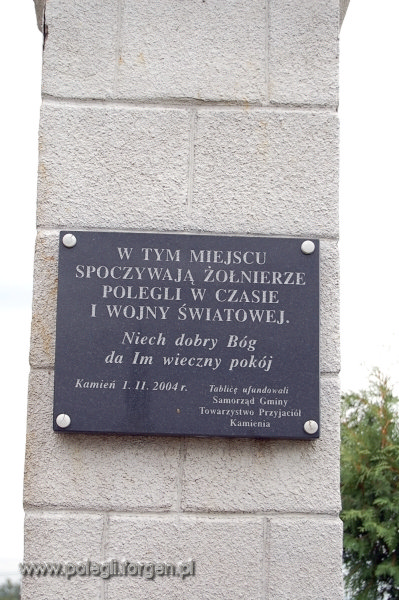 W TYM MIEJSCU
SPOCZYWAJĄ ŻOŁNIERZE
POLEGLI W CZASIE
I WOJNY ŚWIATOWEJ.
Niech dobry Bóg
da Im wieczny pokój
Kamień 1. 11. 2004 r.
Tablicę ufundowali
Samorząd Gminy
Towarzystwo Przyjaciół
Kamienia
www.polegli.forgen.pl